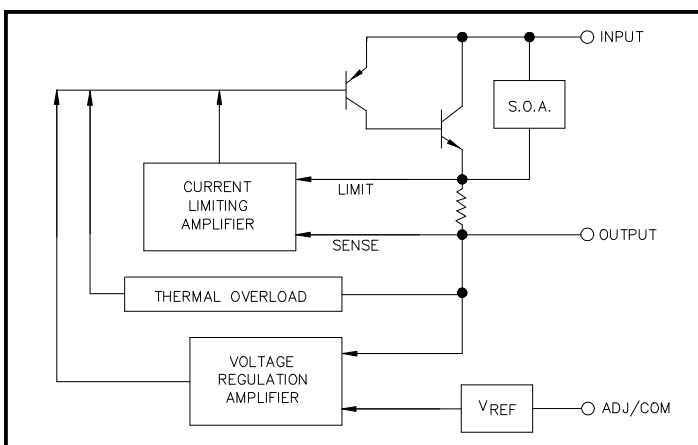 INPUT
S.O.A.
CURRENT
LIMITING
AMPLIFIER
LIMIT
SENSE
OUTPUT
THERMAL OVERLOAD
VOLTAGE
REGULATION
AMPLIFIER
VREF
ADJ/COM